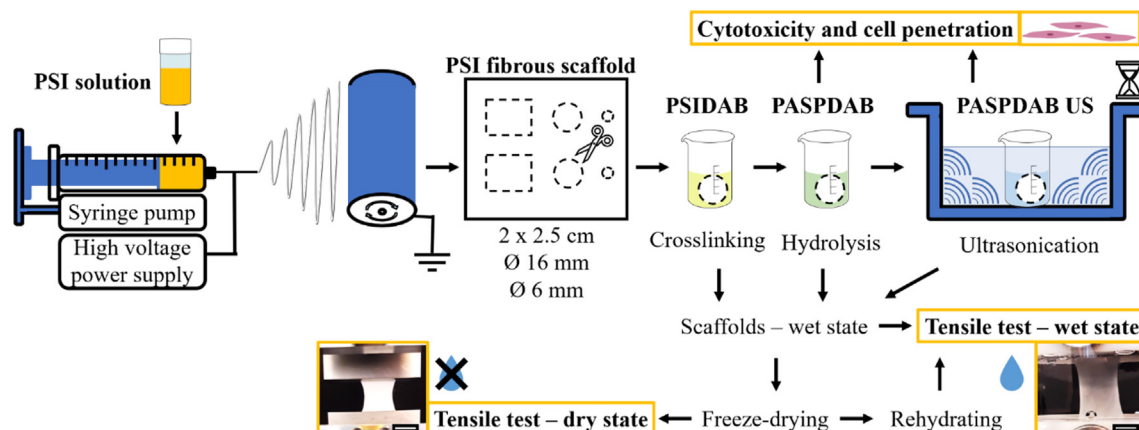 Cytotoxicity and cell penetration
PSI solution
PSI fibrous scaffold
PSIDAB
PASPDAB
PASPDAB US
Syringe pump
High voltage
power supply
2 x 2.5 cm
Ø 16 mm
Ø 6 mm
Crosslinking
Hydrolysis
Ultrasonication
Scaffolds – wet state
Tensile test – wet state
Tensile test – dry state
Freeze-drying
Rehydrating